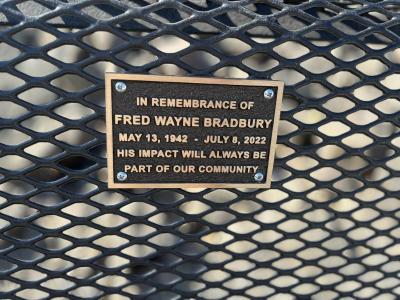 IN REMEMBRANCE OF
FRED WAYNE BRADBURY
MAY 13, 1942 - JULY 8, 2022
HIS IMPACT WILL ALWAYS BE
PART OF OUR COMMUNITY